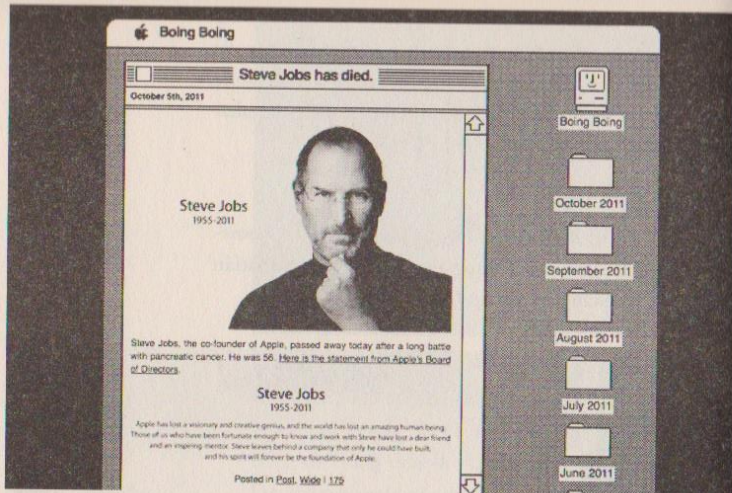 Boing Boing
Steve Jobs has died.
October 5th, 2011
Steve Jobs
1955-2011
Steve Jobs, the co-founder of Apple, passed away today after a long battle
with pancreatic cancer. He was 56. Here is the statement from Apple's Board
of Directors.
Steve Jobs
1955-2011
Apple has lost a visionary and creative genius, and the world has lost an amazing human being.
Those of us who have been fortunate enough to know and work with Steve have lost a dear friend
and an inspiring mentor. Steve leaves behind a company that only he could have built,
and his spirit will forever be the foundation of Apple.
Posted in Post, Wide | 175
Boing Boing
October 2011
September 2011
August 2011
July 2011
June 2011